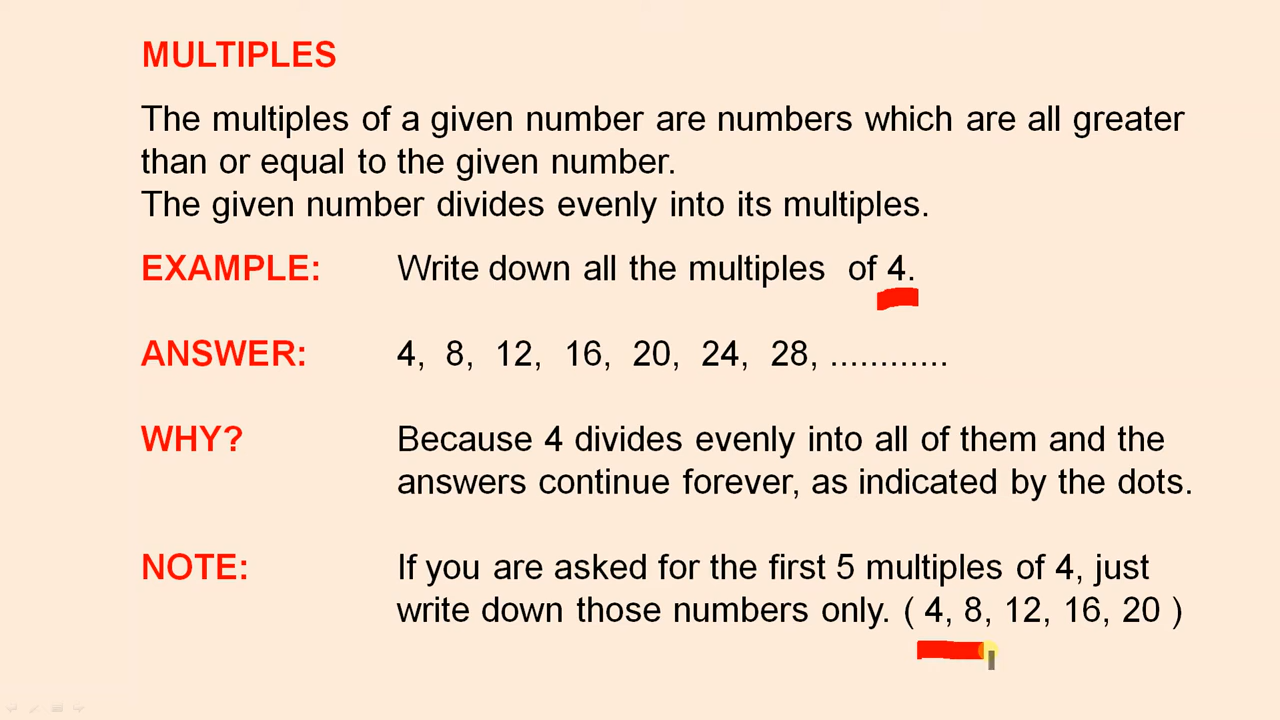 MULTIPLES
The multiples of a given number are numbers which are all greater
than or equal to the given number.
The given number divides evenly into its multiples.
EXAMPLE: Write down all the multiples of 4.
ANSWER: 4, 8, 12, 16, 20, 24, 28, ............
WHY? Because 4 divides evenly into all of them and the
answers continue forever, as indicated by the dots.
NOTE: If you are asked for the first 5 multiples of 4, just
write down those numbers only. ( 4, 8, 12, 16, 20 )